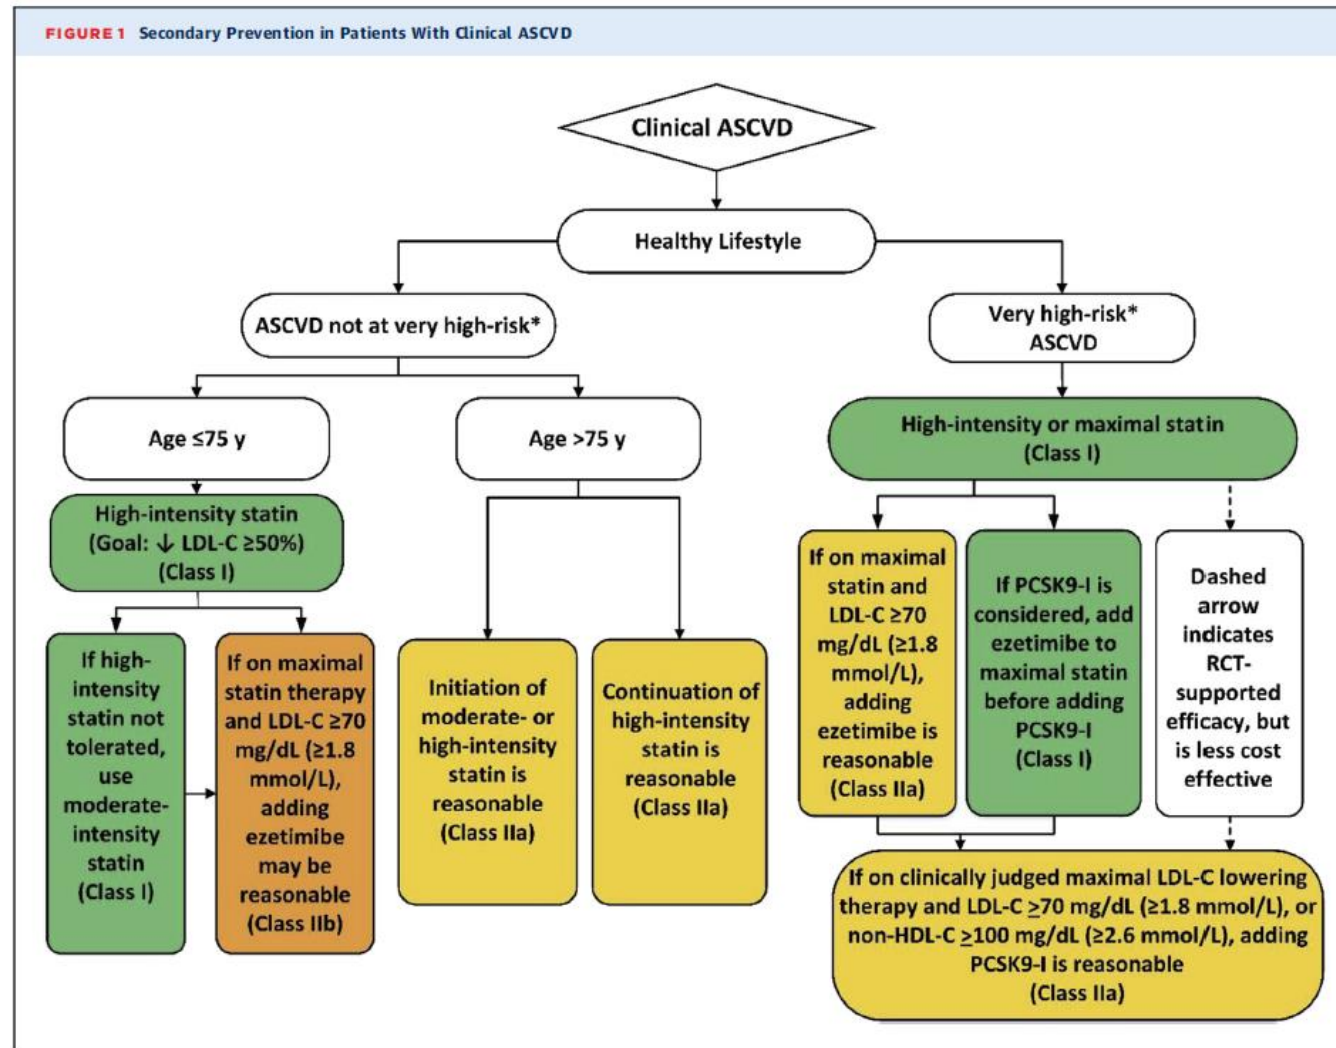 FIGURE 1 Secondary Prevention in Patients With Clinical ASCVD
Clinical ASCVD
Healthy Lifestyle
ASCVD not at very high-risk*
Very high-risk*
ASCVD
Age ≤75 y
Age >75 y
High-intensity or maximal statin
(Class I)
High-intensity statin
(Goal: ↓ LDL-C ≥50%)
(Class I)
If high-
intensity
statin not
tolerated,
use
moderate-
intensity
statin
(Class I)
If on maximal
statin therapy
and LDL-C ≥70
mg/dL (≥1.8
mmol/L),
adding
ezetimibe
may be
reasonable
(Class IIb)
Initiation of
moderate- or
high-intensity
statin is
reasonable
(Class IIa)
Continuation of
high-intensity
statin is
reasonable
(Class IIa)
If on maximal
statin and
LDL-C ≥70
mg/dL (≥1.8
mmol/L),
adding
ezetimibe is
reasonable
(Class IIa)
If PCSK9-I is
considered, add
ezetimibe to
maximal statin
before adding
PCSK9-I
(Class I)
Dashed
arrow
indicates
RCT-
supported
efficacy, but
is less cost
effective
If on clinically judged maximal LDL-C lowering
therapy and LDL-C ≥70 mg/dL (≥1.8 mmol/L), or
non-HDL-C ≥100 mg/dL (≥2.6 mmol/L), adding
PCSK9-I is reasonable
(Class IIa)